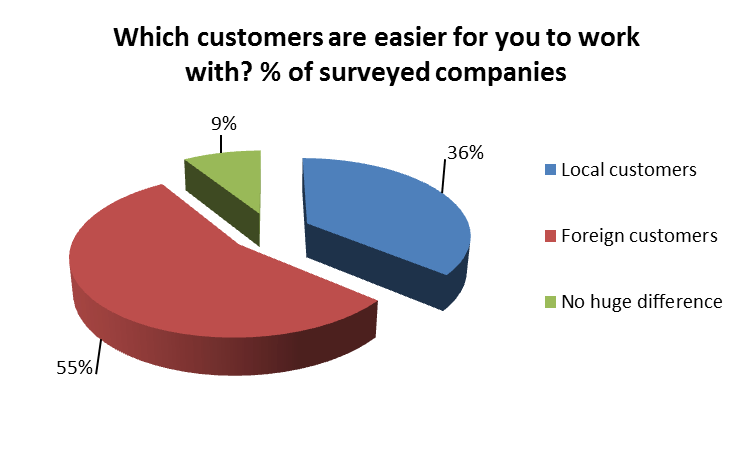 Which customers are easier for you to work
with? % of surveyed companies
9%
36%
Local customers
Foreign customers
No huge difference
55%